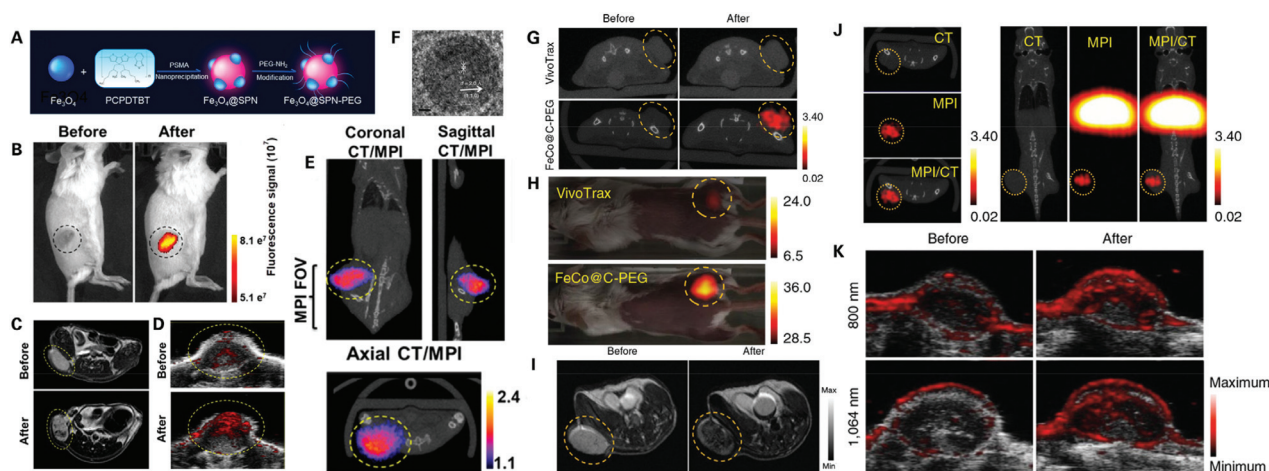 A
Fe₃O₄
+
PCPDTBT
PSMA
Nanoprecipitation
Fe₃O₄@SPN
PEG-NH₂
Modification
Fe₃O₄@SPN-PEG
B
Before
After
Fluorescence signal (10⁷)
8.1 e⁷
5.1 e⁷
C
Before
After
D
Before
After
E
Coronal
CT/MPI
Sagittal
CT/MPI
MPI FOV
Axial CT/MPI
2.4
1.1
F
G
Before
After
VivoTrax
FeCo@C-PEG
3.40
0.02
H
VivoTrax
24.0
6.5
FeCo@C-PEG
36.0
28.5
I
Before
After
Max
Min
J
CT
MPI
MPI/CT
3.40
0.02
CT
MPI
MPI/CT
3.40
0.02
K
Before
After
800 nm
1,064 nm
Maximum
Minimum